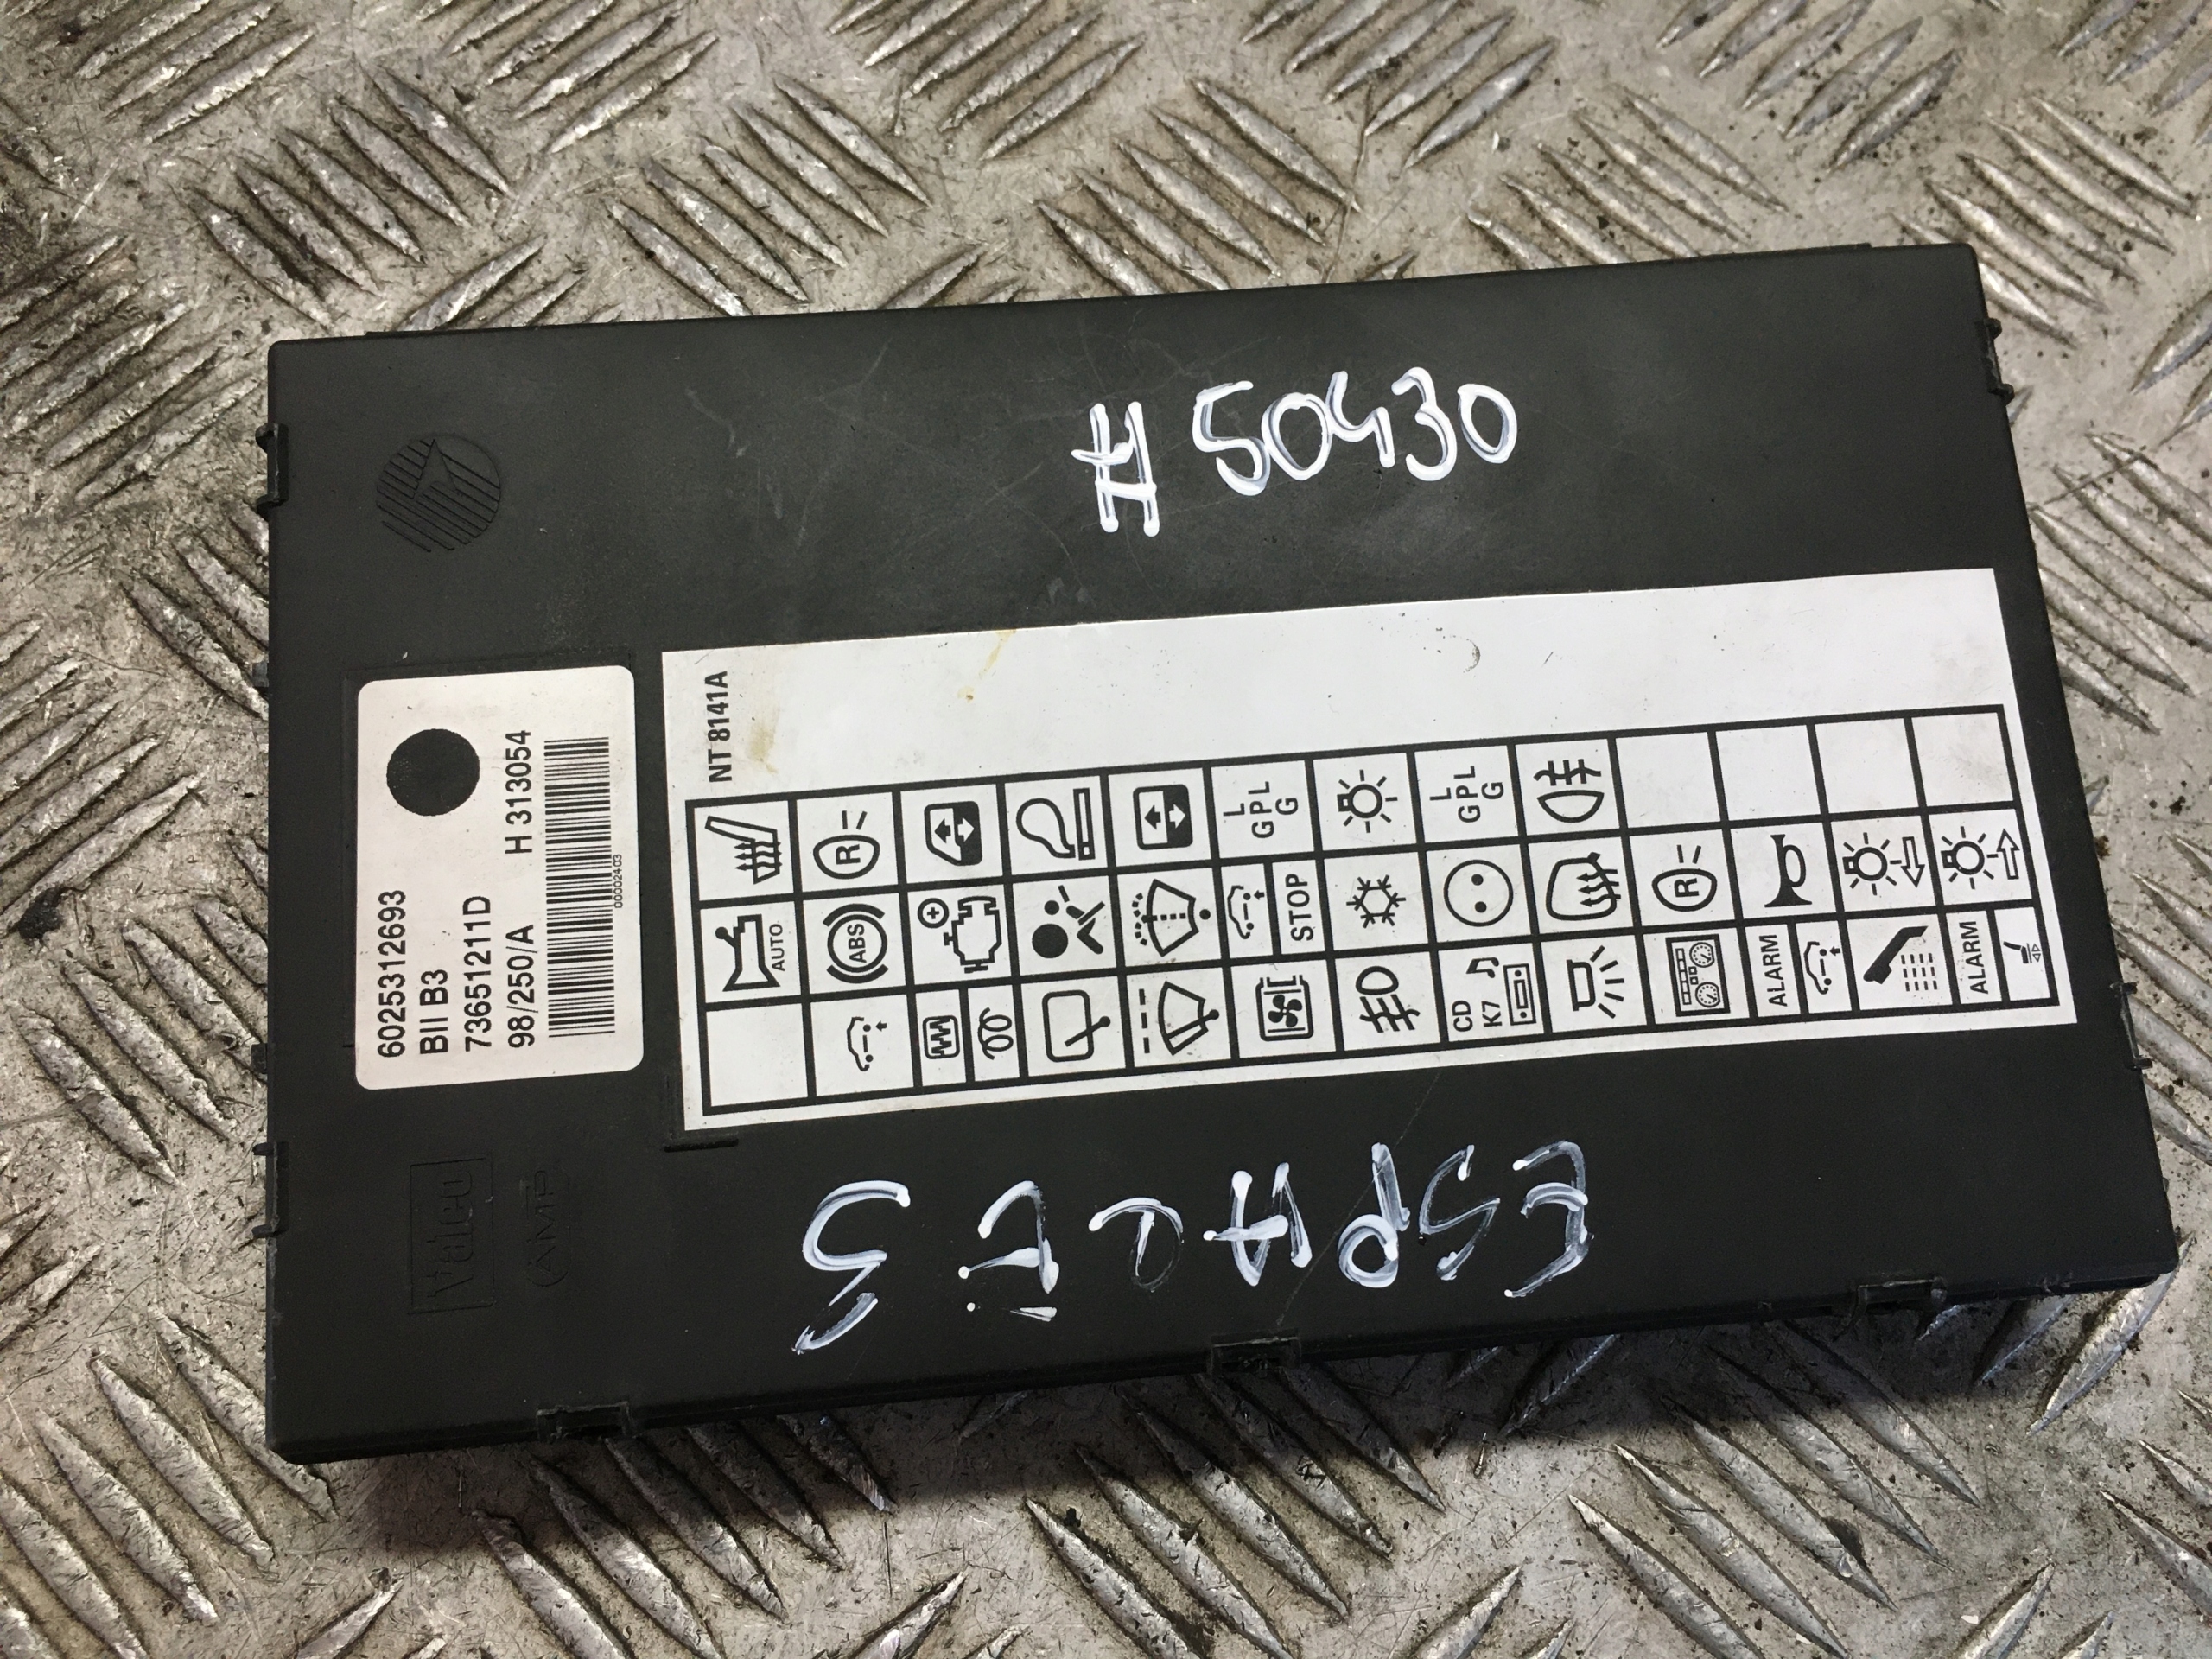 # 50430
6025312693
BII B3
73651211D
98/250/A H 313054
00002403
NT 8141A
R
L
GPL
G
L
GPL
G
AUTO
ABS
STOP
R
CD
K7
ALARM
ALARM
Valeo
AMP
ESPACE 3